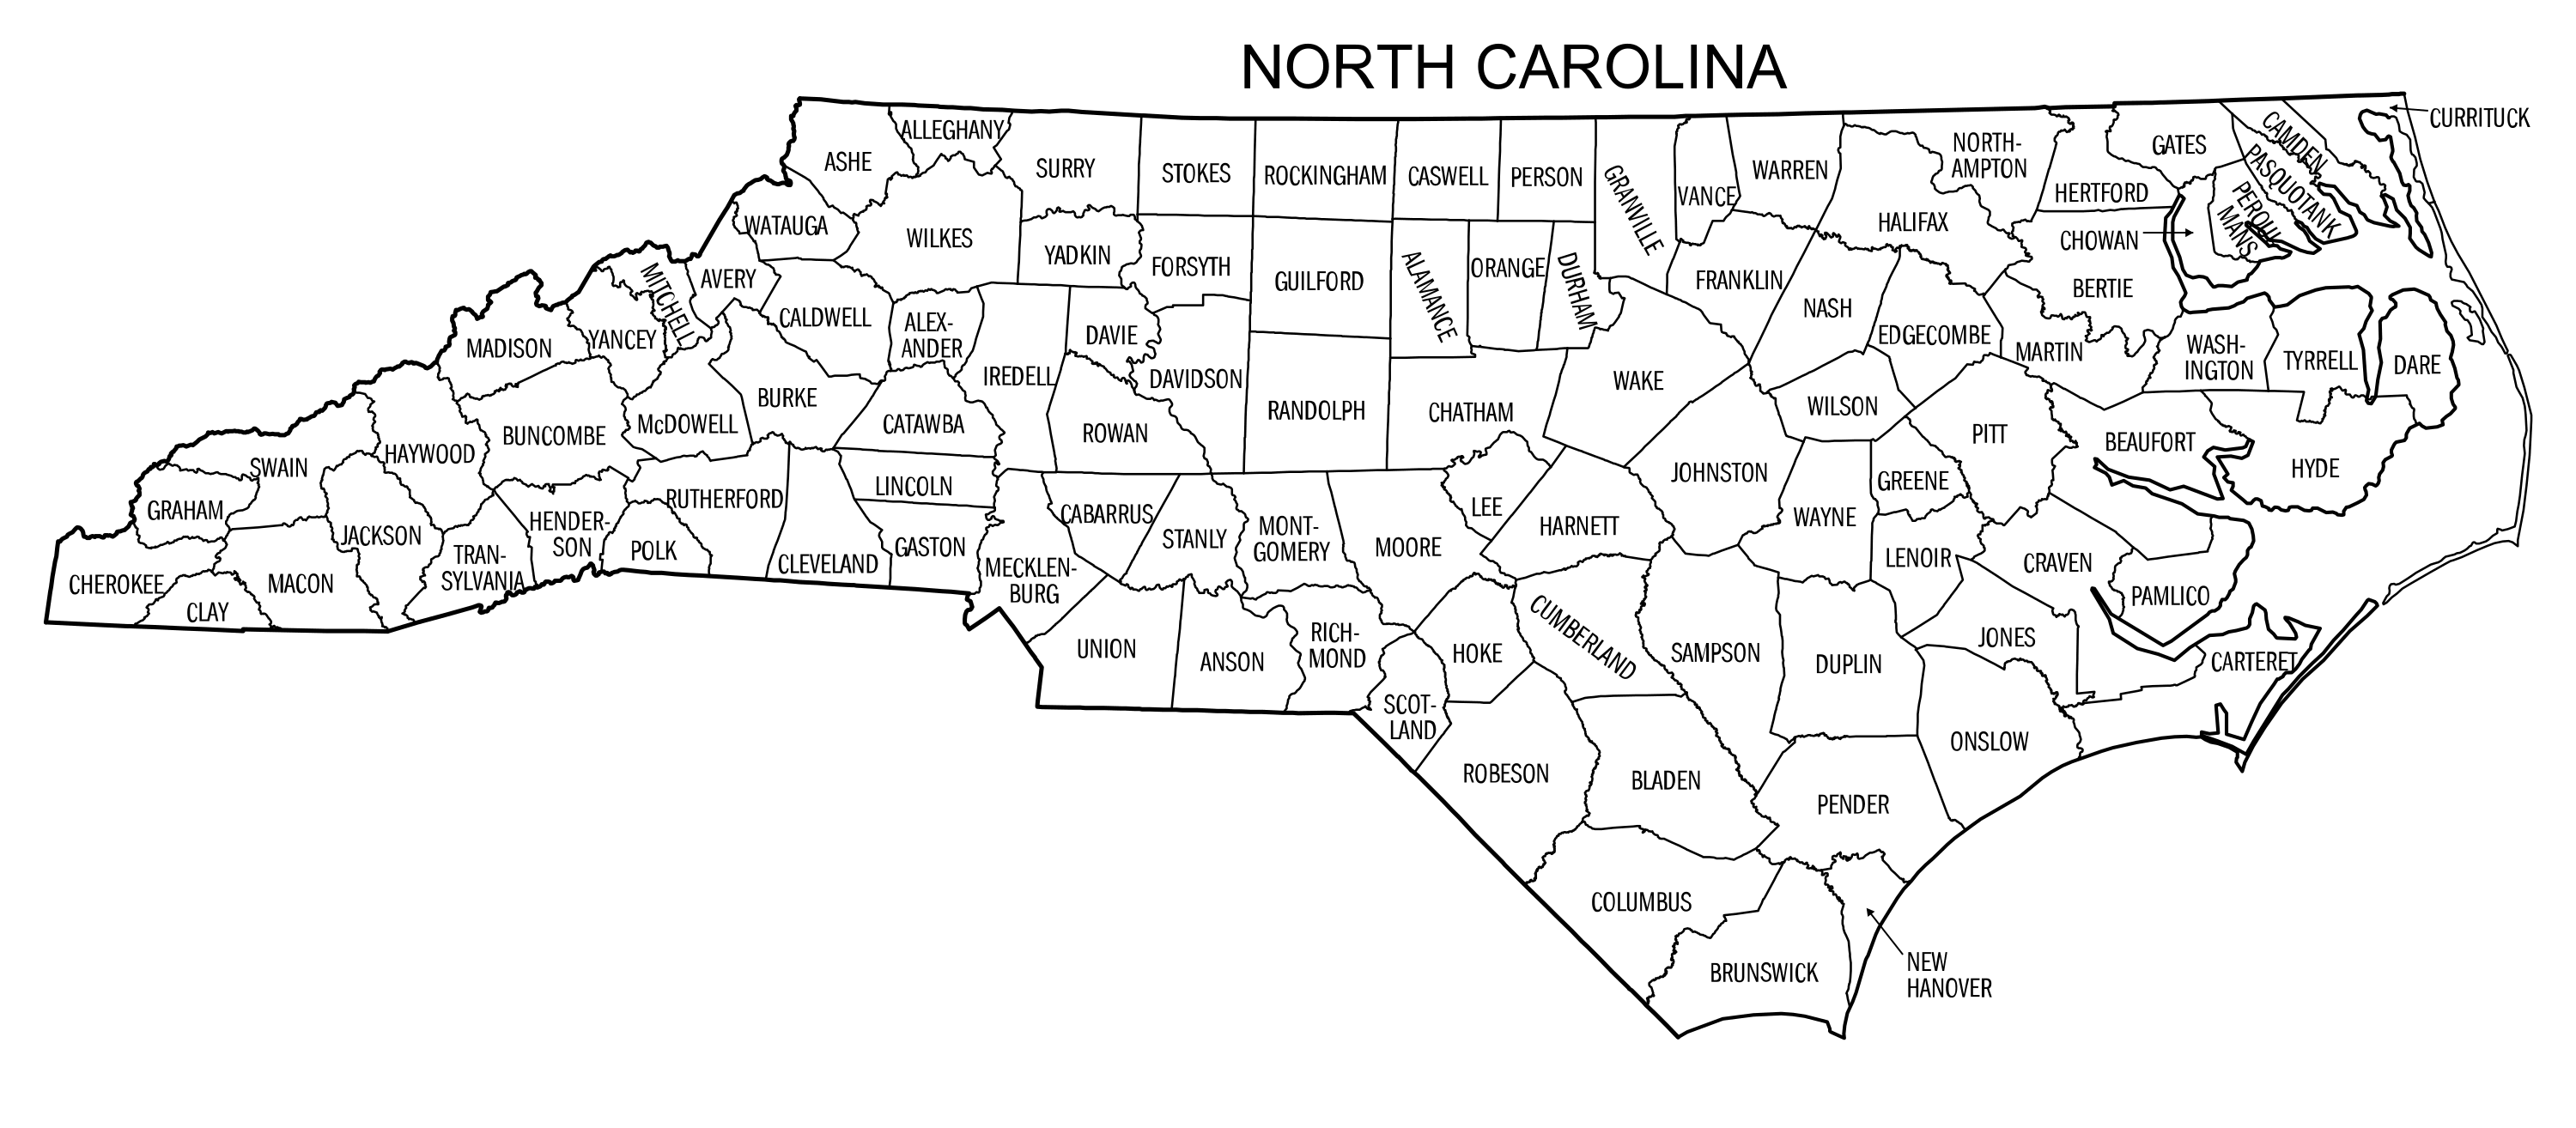 NORTH CAROLINA
CURRITUCK
ALLEGHANY
ASHE
SURRY
STOKES
ROCKINGHAM
CASWELL
PERSON
GRANVILLE
VANCE
WARREN
NORTH-
AMPTON
GATES
CAMDEN
PASQUOTANK
PERQUI
MANS
HERTFORD
HALIFAX
CHOWAN
WATAUGA
WILKES
YADKIN
FORSYTH
GUILFORD
ALAMANCE
ORANGE
DURHAM
FRANKLIN
NASH
BERTIE
MITCHELL
AVERY
CALDWELL
ALEX-
ANDER
DAVIE
EDGECOMBE
MARTIN
WASH-
INGTON
TYRRELL
DARE
MADISON
YANCEY
BURKE
IREDELL
DAVIDSON
RANDOLPH
CHATHAM
WAKE
WILSON
PITT
BEAUFORT
HYDE
SWAIN
HAYWOOD
BUNCOMBE
McDOWELL
CATAWBA
ROWAN
JOHNSTON
GREENE
GRAHAM
JACKSON
HENDER-
SON
RUTHERFORD
LINCOLN
CABARRUS
STANLY
MONT-
GOMERY
MOORE
LEE
HARNETT
WAYNE
LENOIR
CRAVEN
PAMLICO
CHEROKEE
CLAY
MACON
TRAN-
SYLVANIA
POLK
CLEVELAND
GASTON
MECKLEN-
BURG
UNION
ANSON
RICH-
MOND
HOKE
CUMBERLAND
SAMPSON
DUPLIN
JONES
CARTERET
SCOT-
LAND
ROBESON
BLADEN
PENDER
ONSLOW
COLUMBUS
BRUNSWICK
NEW
HANOVER